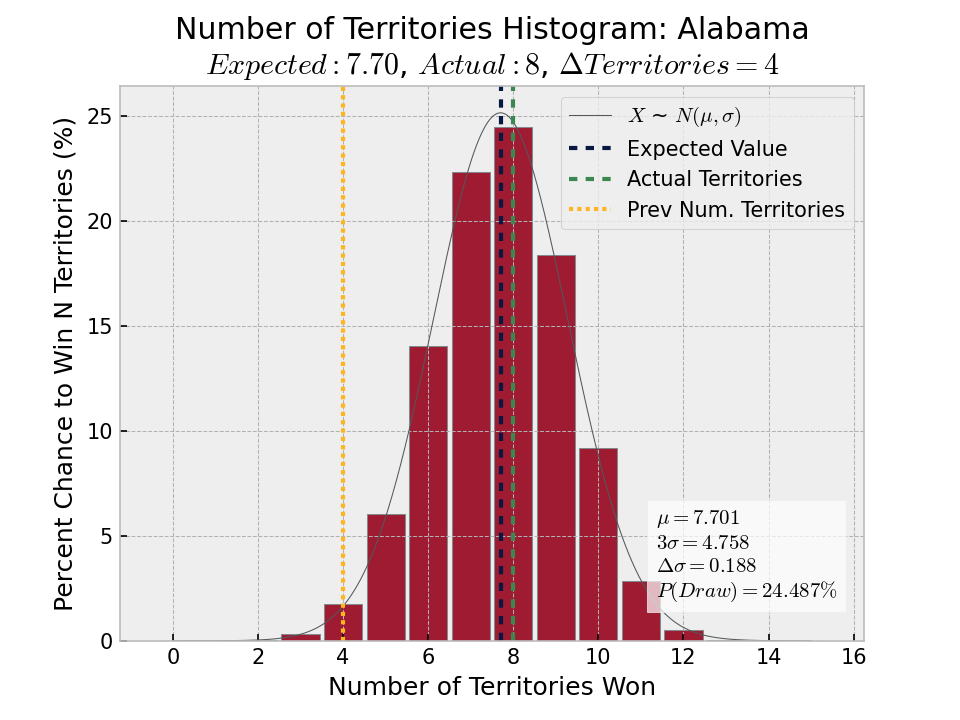 Number of Territories Histogram: Alabama
Expected : 7.70, Actual : 8, ΔTerritories = 4
Percent Chance to Win N Territories (%)
25
20
15
10
5
0
X ~ N(μ, σ)
Expected Value
Actual Territories
Prev Num. Territories
μ = 7.701
3σ = 4.758
Δσ = 0.188
P(Draw) = 24.487%
0 2 4 6 8 10 12 14 16
Number of Territories Won